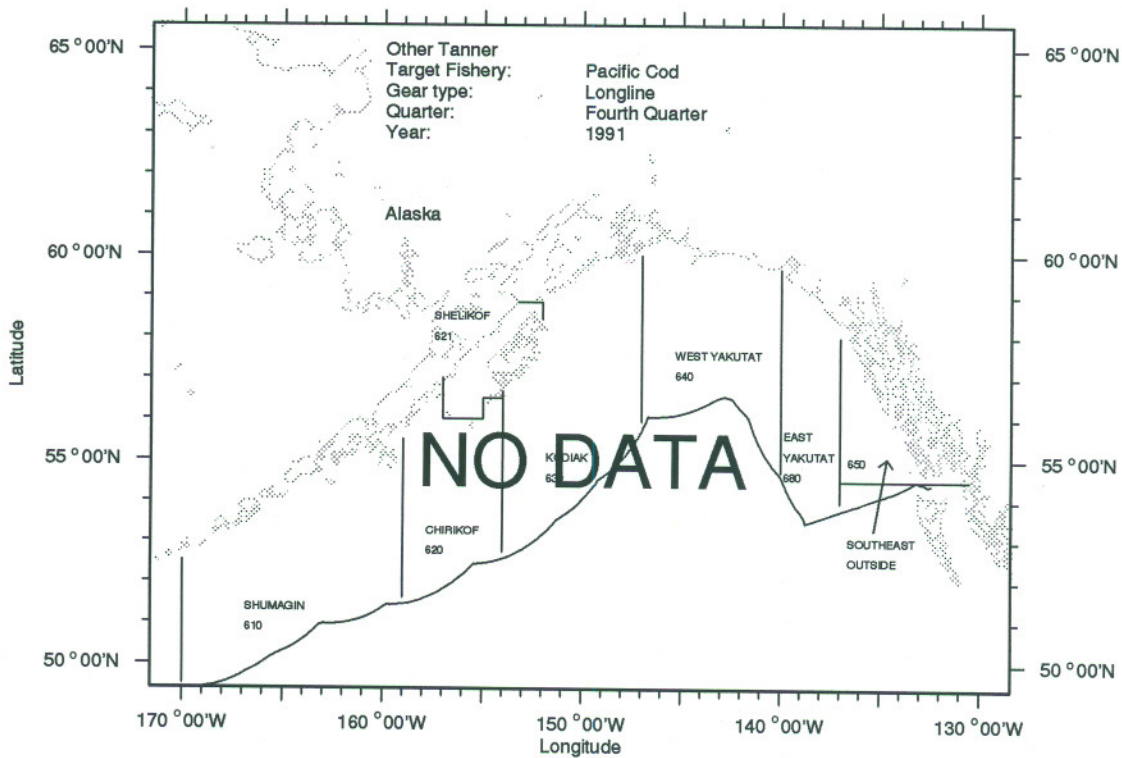 65 °00'N
60 °00'N
55 °00'N
50 °00'N
Latitude
Other Tanner
Target Fishery: Pacific Cod
Gear type: Longline
Quarter: Fourth Quarter
Year: 1991
Alaska
SHELIKOF
621
WEST YAKUTAT
640
NO DATA
KODIAK
EAST
YAKUTAT
680
650
CHIRIKOF
620
SOUTHEAST
OUTSIDE
SHUMAGIN
610
65 °00'N
60 °00'N
55 °00'N
50 °00'N
170 °00'W
160 °00'W
150 °00'W
140 °00'W
130 °00'W
Longitude